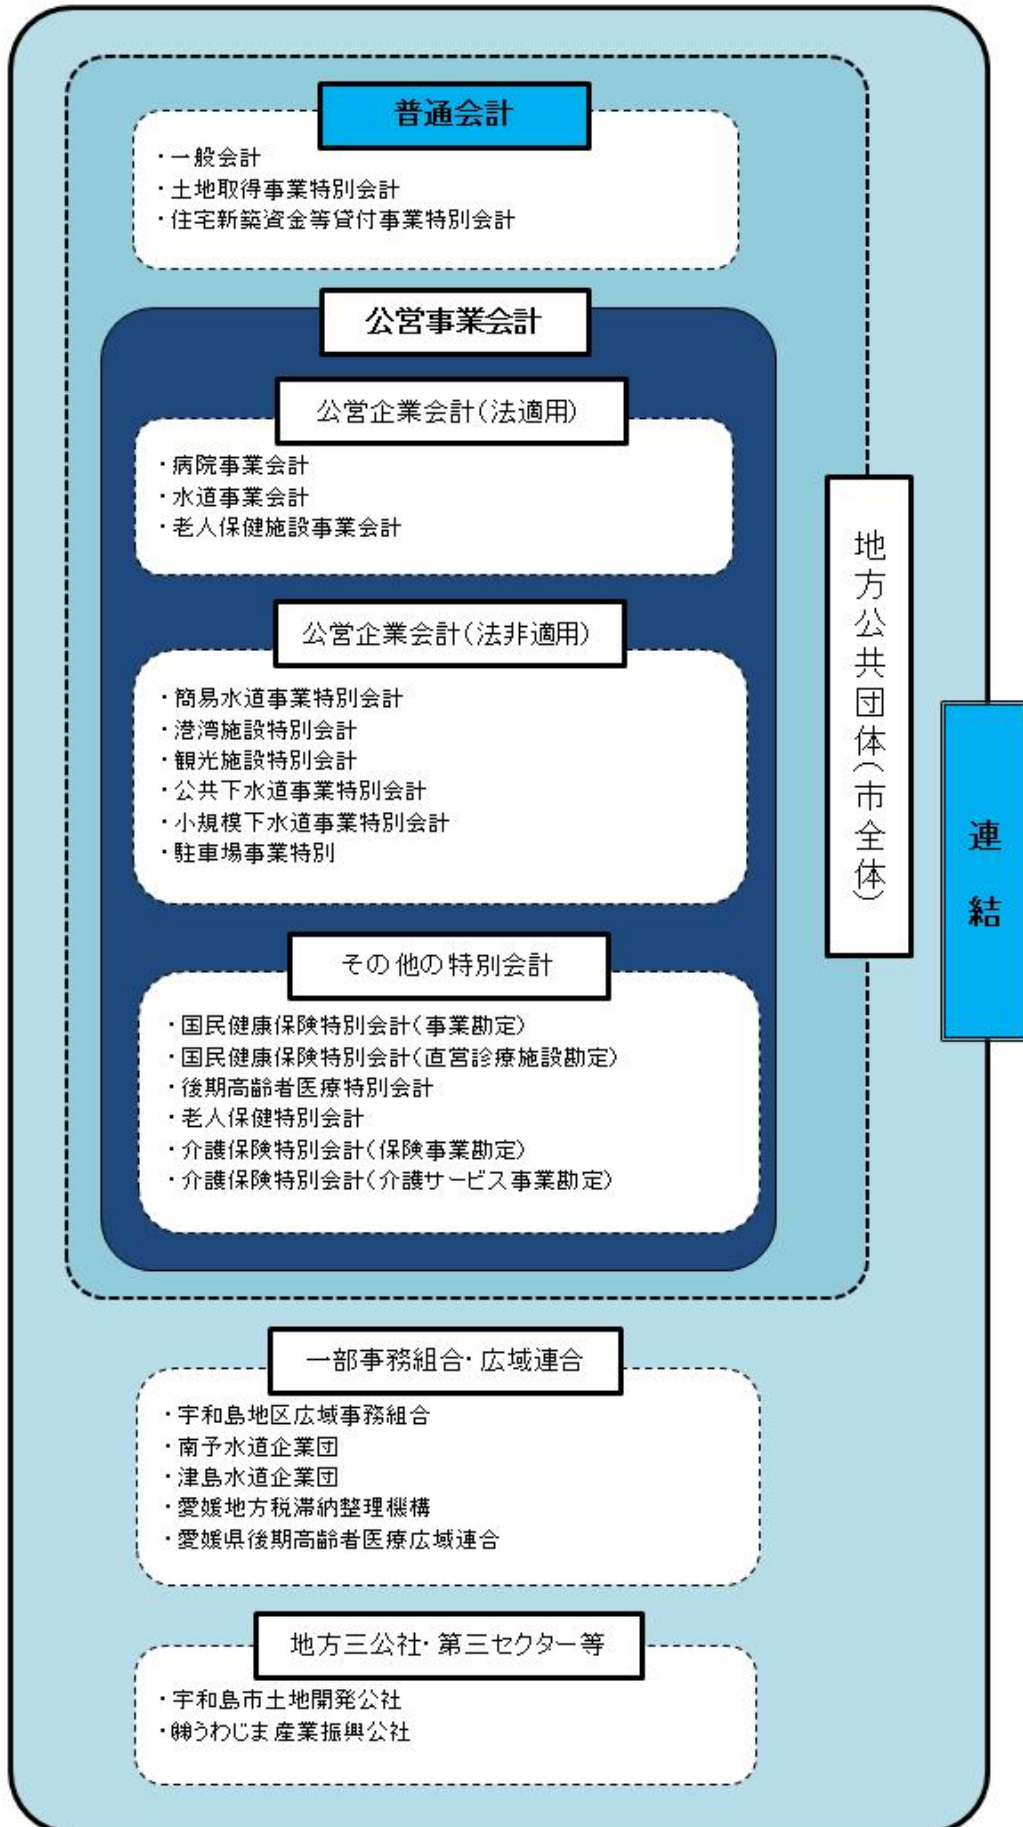 普通会計
・一般会計
・土地取得事業特別会計
・住宅新築資金等貸付事業特別会計
公営事業会計
公営企業会計(法適用)
・病院事業会計
・水道事業会計
・老人保健施設事業会計
公営企業会計(法非適用)
・簡易水道事業特別会計
・港湾施設特別会計
・観光施設特別会計
・公共下水道事業特別会計
・小規模下水道事業特別会計
・駐車場事業特別
その他の特別会計
・国民健康保険特別会計(事業勘定)
・国民健康保険特別会計(直営診療施設勘定)
・後期高齢者医療特別会計
・老人保健特別会計
・介護保険特別会計(保険事業勘定)
・介護保険特別会計(介護サービス事業勘定)
地方公共団体(市全体)
連結
一部事務組合・広域連合
・宇和島地区広域事務組合
・南予水道企業団
・津島水道企業団
・愛媛地方税滞納整理機構
・愛媛県後期高齢者医療広域連合
地方三公社・第三セクター等
・宇和島市土地開発公社
・㈱うわじま産業振興公社